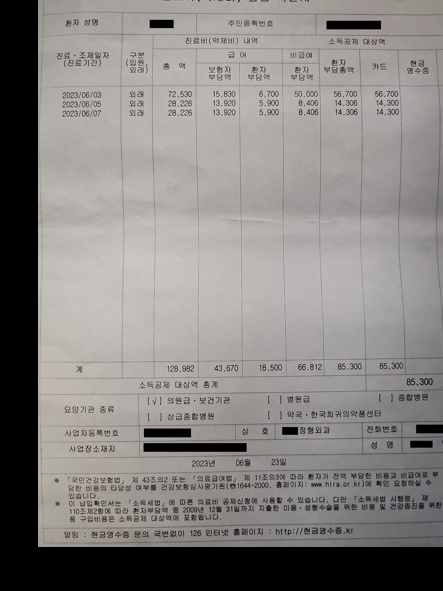 환자 성명 주민등록번호
진료·조제일자 (진료기간) 구분 (입원, 외래) 진료비(약제비) 내역 소득공제 대상액
급 여 비급여
총 액 보험자 부담액 환자 부담액 환자 부담액 환자 부담총액 카드 현금 영수증
2023/06/03 외래 72,530 15,830 6,700 50,000 56,700 56,700
2023/06/05 외래 28,226 13,920 5,900 8,406 14,306 14,300
2023/06/07 외래 28,226 13,920 5,900 8,406 14,306 14,300
계 128,982 43,670 18,500 66,812 85,300 85,300
소득공제 대상액 총계 85,300
요양기관 종류 [√] 의원급·보건기관 [ ] 병원급 [ ] 종합병원
[ ] 상급종합병원 [ ] 약국·한국희귀의약품센터
사업자등록번호 상 호 정형외과 전화번호
사업장소재지 성 명
2023년 06월 23일
* 「국민건강보험법」 제 43조의2 또는 「의료급여법」 제 11조의3에 따라 환자가 전액 부담한 비용과 비급여로 부
담한 비용의 타당성 여부를 건강보험심사평가원(☎1644-2000, 홈페이지: www.hira.or.kr)에 확인 요청하실 수
있습니다.
* 이 납입확인서는 「소득세법」에 따른 의료비 공제신청에 사용할 수 있습니다. 다만 「소득세법 시행령」 제
110조제2항에 따라 환자부담액 중 2009년 12월 31일까지 지출한 미용·성형수술을 위한 비용 및 건강증진을 위한
품 구입비용은 소득공제 대상액에 포함됩니다.
알림 : 현금영수증 문의 국번없이 126 인터넷 홈페이지 : http://현금영수증.kr